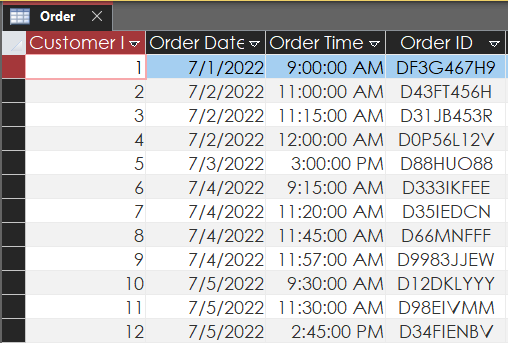 Order
Customer I Order Date Order Time Order ID
1 7/1/2022 9:00:00 AM DF3G467H9
2 7/2/2022 11:00:00 AM D43FT456H
3 7/2/2022 11:15:00 AM D31JB453R
4 7/2/2022 12:00:00 AM D0P56L12V
5 7/3/2022 3:00:00 PM D88HUO88
6 7/4/2022 9:15:00 AM D333IKFEE
7 7/4/2022 11:20:00 AM D35IEDCN
8 7/4/2022 11:45:00 AM D66MNFFF
9 7/4/2022 11:57:00 AM D9983JJEW
10 7/5/2022 9:30:00 AM D12DKLYYY
11 7/5/2022 11:30:00 AM D98EIVMM
12 7/5/2022 2:45:00 PM D34FIENBV